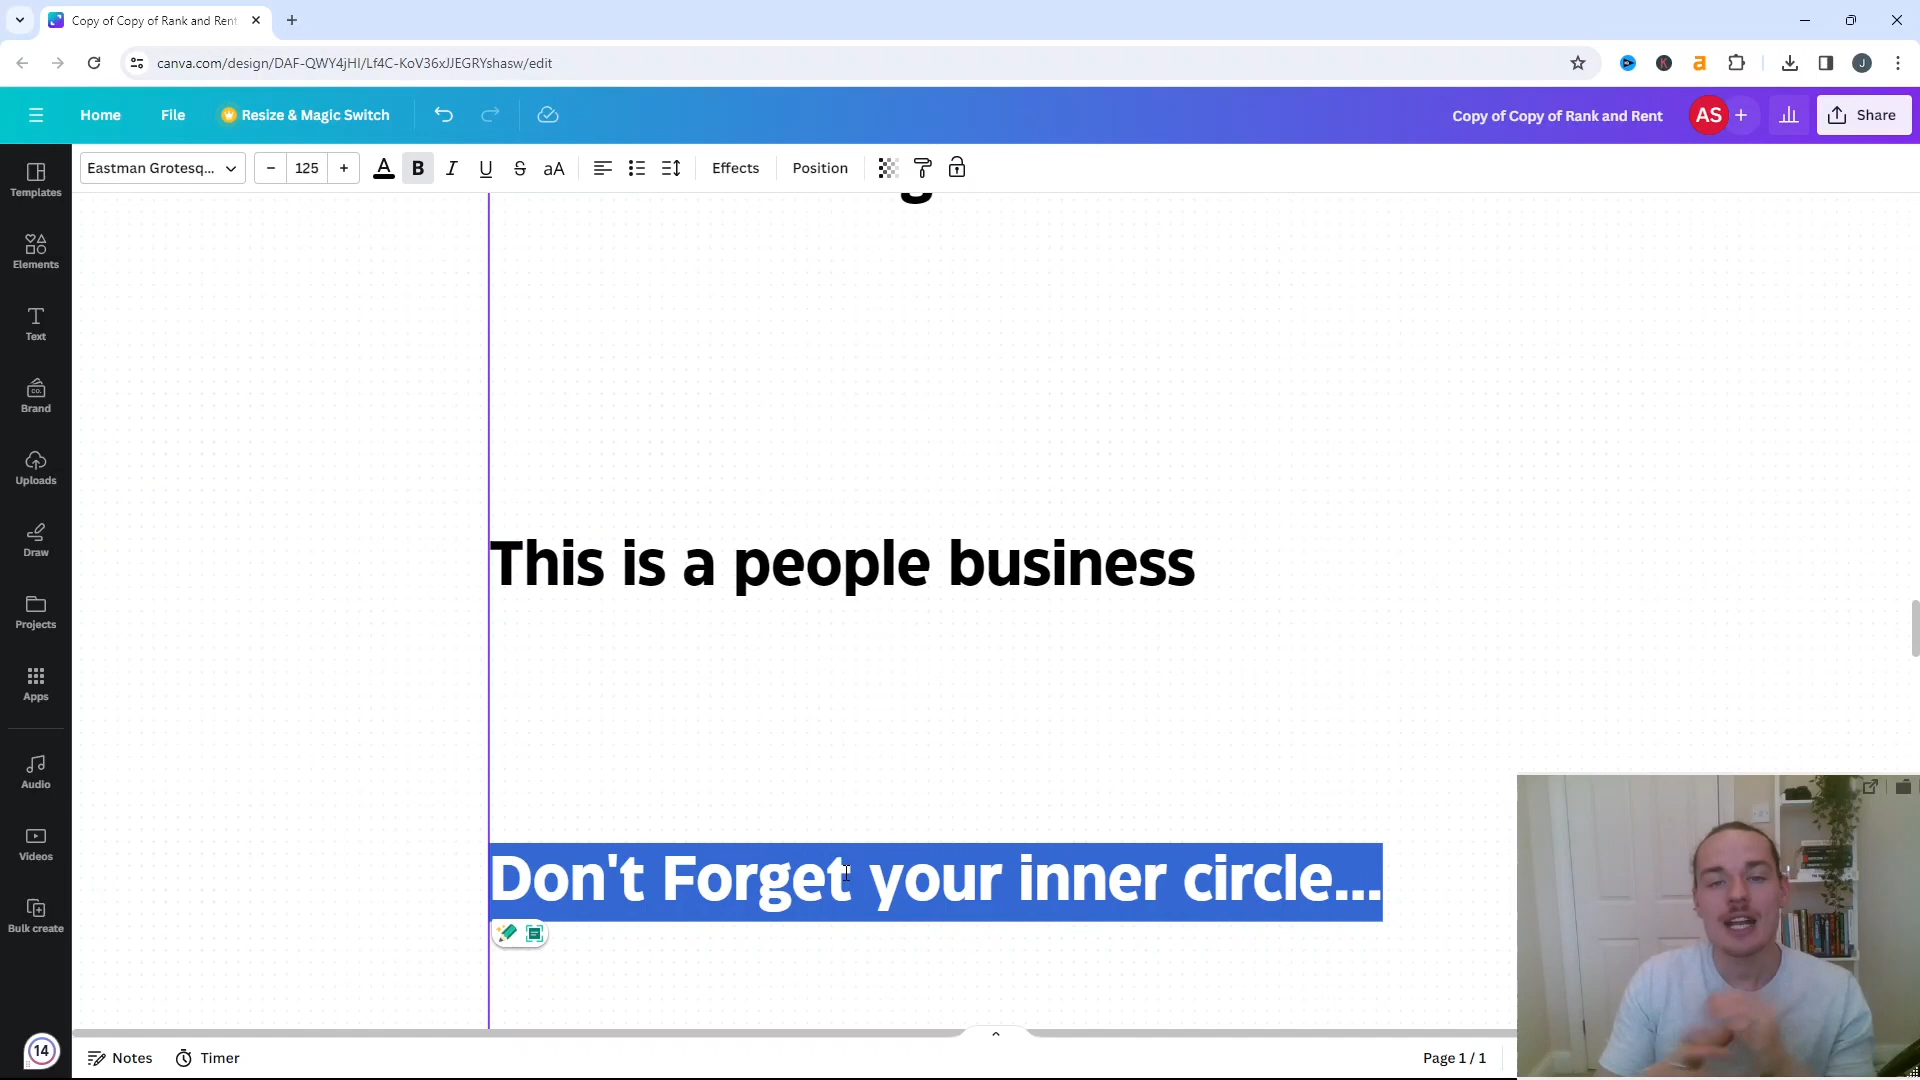 Copy of Copy of Rank and Rent
canva.com/design/DAF-QWY4jHI/Lf4C-KoV36xJJEGRYshasw/edit
J
Home
File
Resize & Magic Switch
Copy of Copy of Rank and Rent
AS
Share
Eastman Grotesq...
125
B
I
U
S
aA
Effects
Position
Templates
Elements
Text
Brand
Uploads
Draw
Projects
Apps
Audio
Videos
Bulk create
This is a people business
Don't Forget your inner circle...
14
Notes
Timer
Page 1 / 1